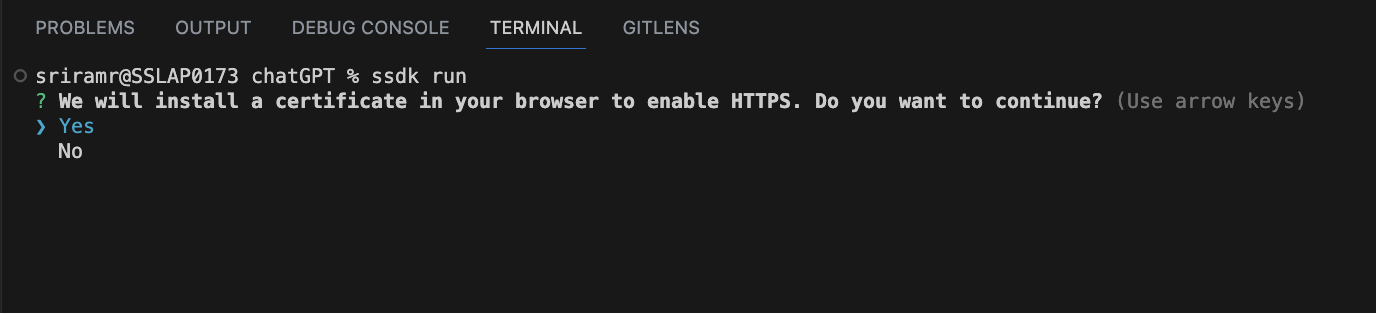 PROBLEMS OUTPUT DEBUG CONSOLE TERMINAL GITLENS
sriramr@SSLAP0173 chatGPT % ssdk run
? We will install a certificate in your browser to enable HTTPS. Do you want to continue? (Use arrow keys)
❯ Yes
No